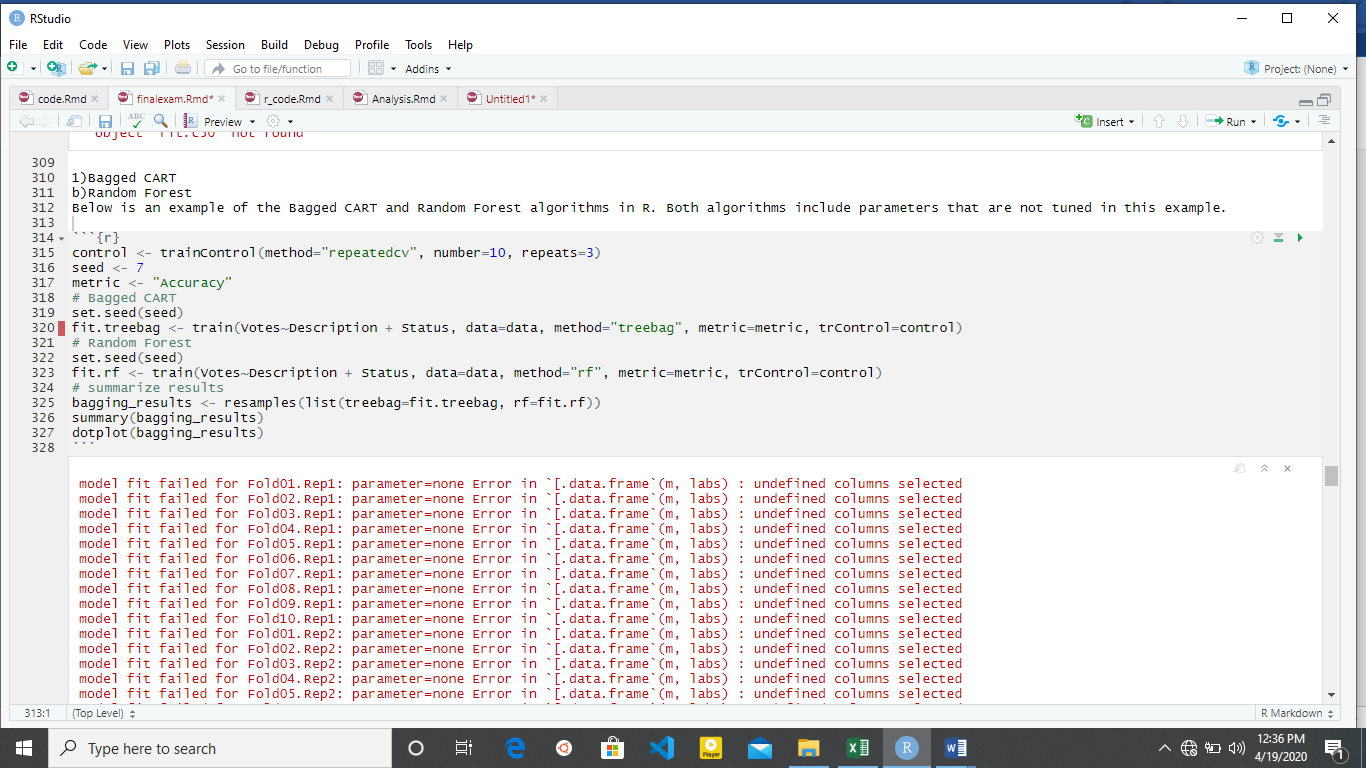 RStudio
File Edit Code View Plots Session Build Debug Profile Tools Help
Go to file/function
Addins
Project: (None)
code.Rmd
finalexam.Rmd*
r_code.Rmd
Analysis.Rmd
Untitled1*
ABC
Preview
Insert
Run
object 'fit.c50' not found
309
310 1)Bagged CART
311 b)Random Forest
312 Below is an example of the Bagged CART and Random Forest algorithms in R. Both algorithms include parameters that are not tuned in this example.
313
314 ```{r}
315 control <- trainControl(method="repeatedcv", number=10, repeats=3)
316 seed <- 7
317 metric <- "Accuracy"
318 # Bagged CART
319 set.seed(seed)
320 fit.treebag <- train(Votes~Description + Status, data=data, method="treebag", metric=metric, trControl=control)
321 # Random Forest
322 set.seed(seed)
323 fit.rf <- train(Votes~Description + Status, data=data, method="rf", metric=metric, trControl=control)
324 # summarize results
325 bagging_results <- resamples(list(treebag=fit.treebag, rf=fit.rf))
326 summary(bagging_results)
327 dotplot(bagging_results)
328 ```
model fit failed for Fold01.Rep1: parameter=none Error in `[.data.frame`(m, labs) : undefined columns selected
model fit failed for Fold02.Rep1: parameter=none Error in `[.data.frame`(m, labs) : undefined columns selected
model fit failed for Fold03.Rep1: parameter=none Error in `[.data.frame`(m, labs) : undefined columns selected
model fit failed for Fold04.Rep1: parameter=none Error in `[.data.frame`(m, labs) : undefined columns selected
model fit failed for Fold05.Rep1: parameter=none Error in `[.data.frame`(m, labs) : undefined columns selected
model fit failed for Fold06.Rep1: parameter=none Error in `[.data.frame`(m, labs) : undefined columns selected
model fit failed for Fold07.Rep1: parameter=none Error in `[.data.frame`(m, labs) : undefined columns selected
model fit failed for Fold08.Rep1: parameter=none Error in `[.data.frame`(m, labs) : undefined columns selected
model fit failed for Fold09.Rep1: parameter=none Error in `[.data.frame`(m, labs) : undefined columns selected
model fit failed for Fold10.Rep1: parameter=none Error in `[.data.frame`(m, labs) : undefined columns selected
model fit failed for Fold01.Rep2: parameter=none Error in `[.data.frame`(m, labs) : undefined columns selected
model fit failed for Fold02.Rep2: parameter=none Error in `[.data.frame`(m, labs) : undefined columns selected
model fit failed for Fold03.Rep2: parameter=none Error in `[.data.frame`(m, labs) : undefined columns selected
model fit failed for Fold04.Rep2: parameter=none Error in `[.data.frame`(m, labs) : undefined columns selected
model fit failed for Fold05.Rep2: parameter=none Error in `[.data.frame`(m, labs) : undefined columns selected
313:1 (Top Level) R Markdown
Type here to search
Player
12:36 PM
4/19/2020
1